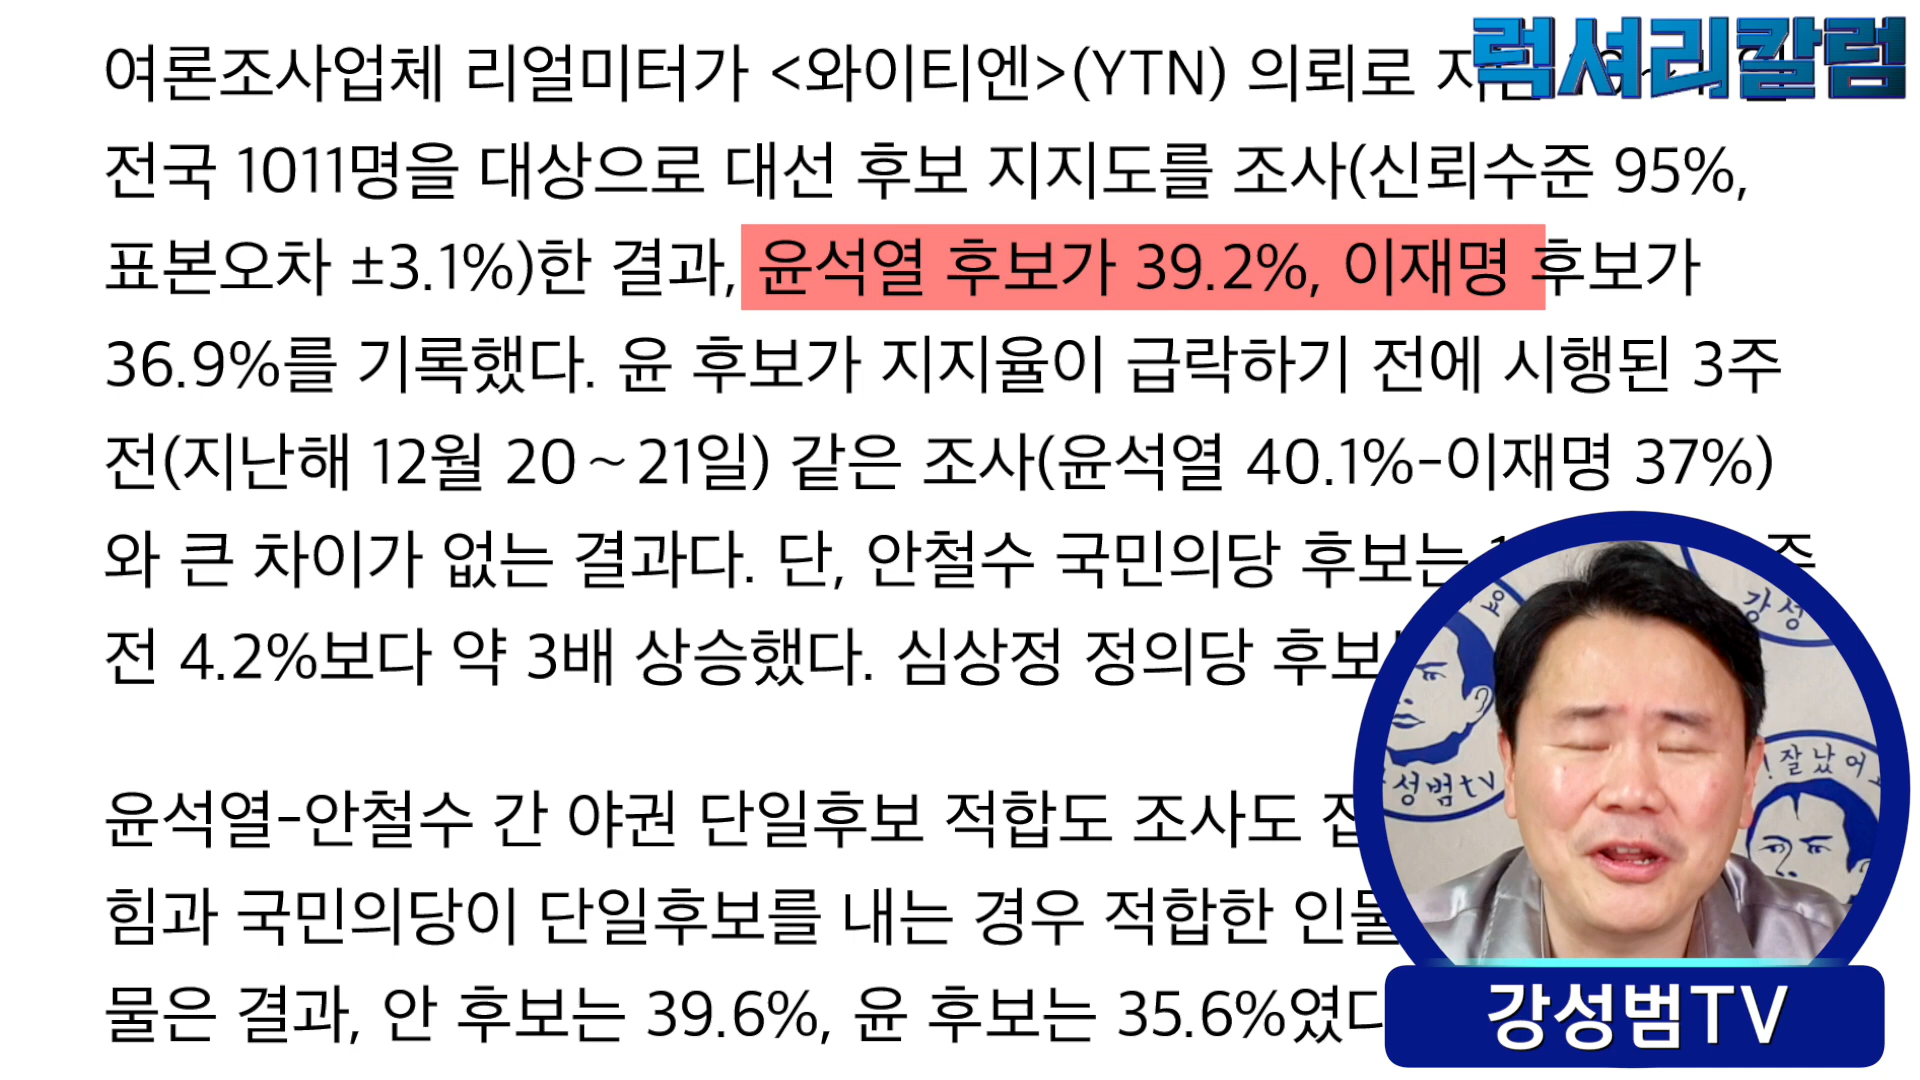 여론조사업체 리얼미터가 <와이티엔>(YTN) 의뢰로
럭셔리칼럼
전국 1011명을 대상으로 대선 후보 지지도를 조사(신뢰수준 95%,
표본오차 ±3.1%)한 결과, 윤석열 후보가 39.2%, 이재명 후보가
36.9%를 기록했다. 윤 후보가 지지율이 급락하기 전에 시행된 3주
전(지난해 12월 20~21일) 같은 조사(윤석열 40.1%-이재명 37%)
와 큰 차이가 없는 결과다. 단, 안철수 국민의당 후보는
전 4.2%보다 약 3배 상승했다. 심상정 정의당
윤석열-안철수 간 야권 단일후보 적합도 조사도
힘과 국민의당이 단일후보를 내는 경우 적합한
물은 결과, 안 후보는 39.6%, 윤 후보는 35.6%였다
강성
성범tv
!잘났어
강성범TV